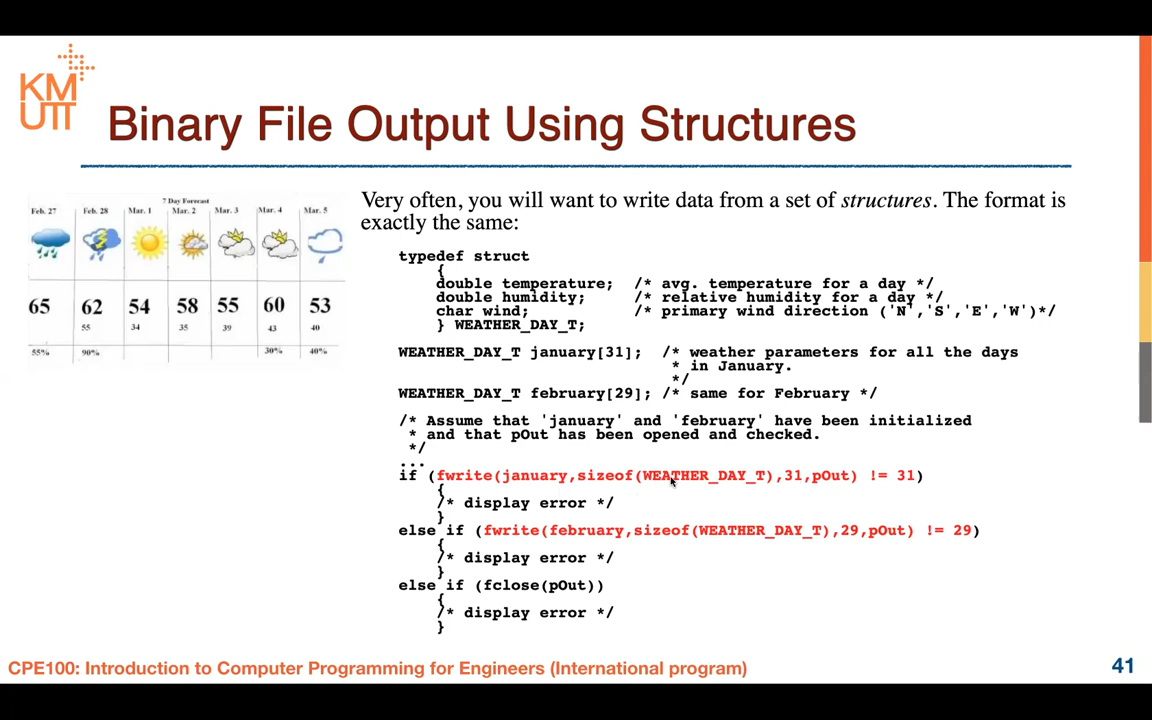 KM
UTT
Binary File Output Using Structures
7 Day Forecast
Feb. 27 Feb. 28 Mar. 1 Mar. 2 Mar. 3 Mar. 4 Mar. 5
65 62 54 58 55 60 53
55 34 35 39 43 40
55% 90% 30% 40%
Very often, you will want to write data from a set of structures. The format is
exactly the same:
typedef struct
{
double temperature; /* avg. temperature for a day */
double humidity; /* relative humidity for a day */
char wind; /* primary wind direction ('N','S','E','W')*/
} WEATHER_DAY_T;
WEATHER_DAY_T january[31]; /* weather parameters for all the days
* in January.
*/
WEATHER_DAY_T february[29]; /* same for February */
/* Assume that 'january' and 'february' have been initialized
* and that pOut has been opened and checked.
*/
...
if (fwrite(january,sizeof(WEATHER_DAY_T),31,pOut) != 31)
{
/* display error */
}
else if (fwrite(february,sizeof(WEATHER_DAY_T),29,pOut) != 29)
{
/* display error */
}
else if (fclose(pOut))
{
/* display error */
}
CPE100: Introduction to Computer Programming for Engineers (International program)
41